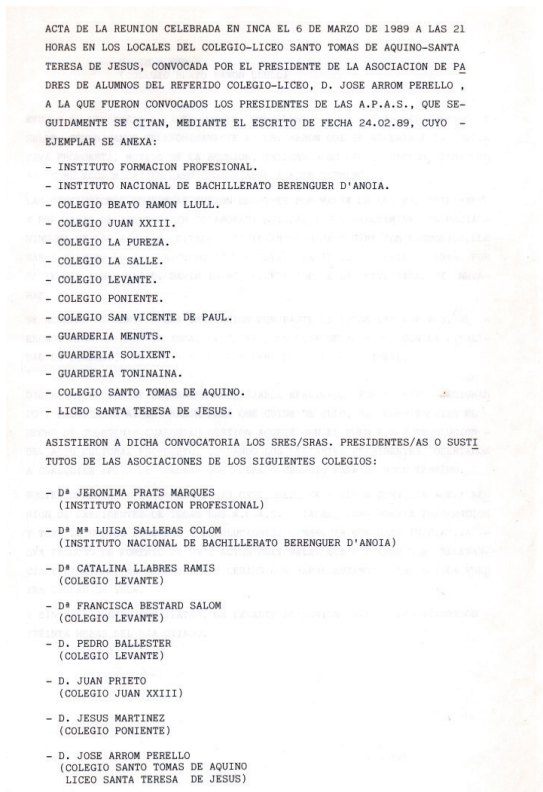 ACTA DE LA REUNION CELEBRADA EN INCA EL 6 DE MARZO DE 1989 A LAS 21
HORAS EN LOS LOCALES DEL COLEGIO-LICEO SANTO TOMAS DE AQUINO-SANTA
TERESA DE JESUS, CONVOCADA POR EL PRESIDENTE DE LA ASOCIACION DE PA
DRES DE ALUMNOS DEL REFERIDO COLEGIO-LICEO, D. JOSE ARROM PERELLO ,
A LA QUE FUERON CONVOCADOS LOS PRESIDENTES DE LAS A.P.A.S., QUE SE-
GUIDAMENTE SE CITAN, MEDIANTE EL ESCRITO DE FECHA 24.02.89, CUYO -
EJEMPLAR SE ANEXA:
- INSTITUTO FORMACION PROFESIONAL.
- INSTITUTO NACIONAL DE BACHILLERATO BERENGUER D'ANOIA.
- COLEGIO BEATO RAMON LLULL.
- COLEGIO JUAN XXIII.
- COLEGIO LA PUREZA.
- COLEGIO LA SALLE.
- COLEGIO LEVANTE.
- COLEGIO PONIENTE.
- COLEGIO SAN VICENTE DE PAUL.
- GUARDERIA MENUTS.
- GUARDERIA SOLIXENT.
- GUARDERIA TONINAINA.
- COLEGIO SANTO TOMAS DE AQUINO.
- LICEO SANTA TERESA DE JESUS.
ASISTIERON A DICHA CONVOCATORIA LOS SRES/SRAS. PRESIDENTES/AS O SUSTI
TUTOS DE LAS ASOCIACIONES DE LOS SIGUIENTES COLEGIOS:
- Dª JERONIMA PRATS MARQUES
(INSTITUTO FORMACION PROFESIONAL)
- Dª Mª LUISA SALLERAS COLOM
(INSTITUTO NACIONAL DE BACHILLERATO BERENGUER D'ANOIA)
- Dª CATALINA LLABRES RAMIS
(COLEGIO LEVANTE)
- Dª FRANCISCA BESTARD SALOM
(COLEGIO LEVANTE)
- D. PEDRO BALLESTER
(COLEGIO LEVANTE)
- D. JUAN PRIETO
(COLEGIO JUAN XXIII)
- D. JESUS MARTINEZ
(COLEGIO PONIENTE)
- D. JOSE ARROM PERELLO
(COLEGIO SANTO TOMAS DE AQUINO
LICEO SANTA TERESA DE JESUS)